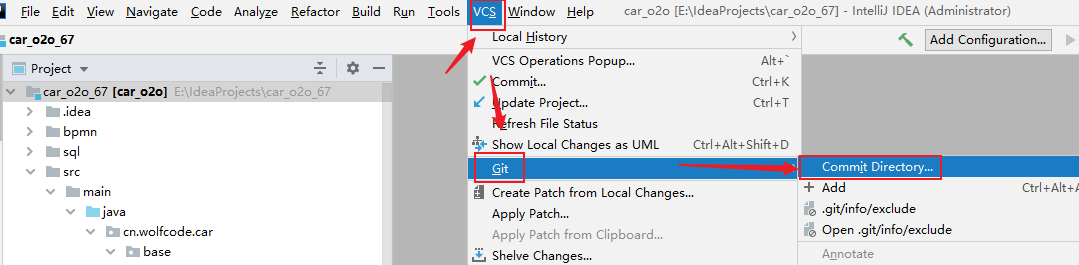 File Edit View Navigate Code Analyze Refactor Build Run Tools VCS Window Help car_o2o [E:\IdeaProjects\car_o2o_67] - IntelliJ IDEA (Administrator)
car_o2o_67
Local History
Add Configuration...
Project
VCS Operations Popup... Alt+`
car_o2o_67 [car_o2o] E:\IdeaProjects\car_o2o_67
Commit... Ctrl+K
.idea
Update Project... Ctrl+T
bpmn
Refresh File Status
sql
Show Local Changes as UML Ctrl+Alt+Shift+D
src
Git
Commit Directory...
main
Create Patch from Local Changes...
Add Ctrl+Alt+A
java
Apply Patch...
.git/info/exclude
cn.wolfcode.car
Apply Patch from Clipboard...
Open .git/info/exclude
base
Shelve Changes...
Annotate